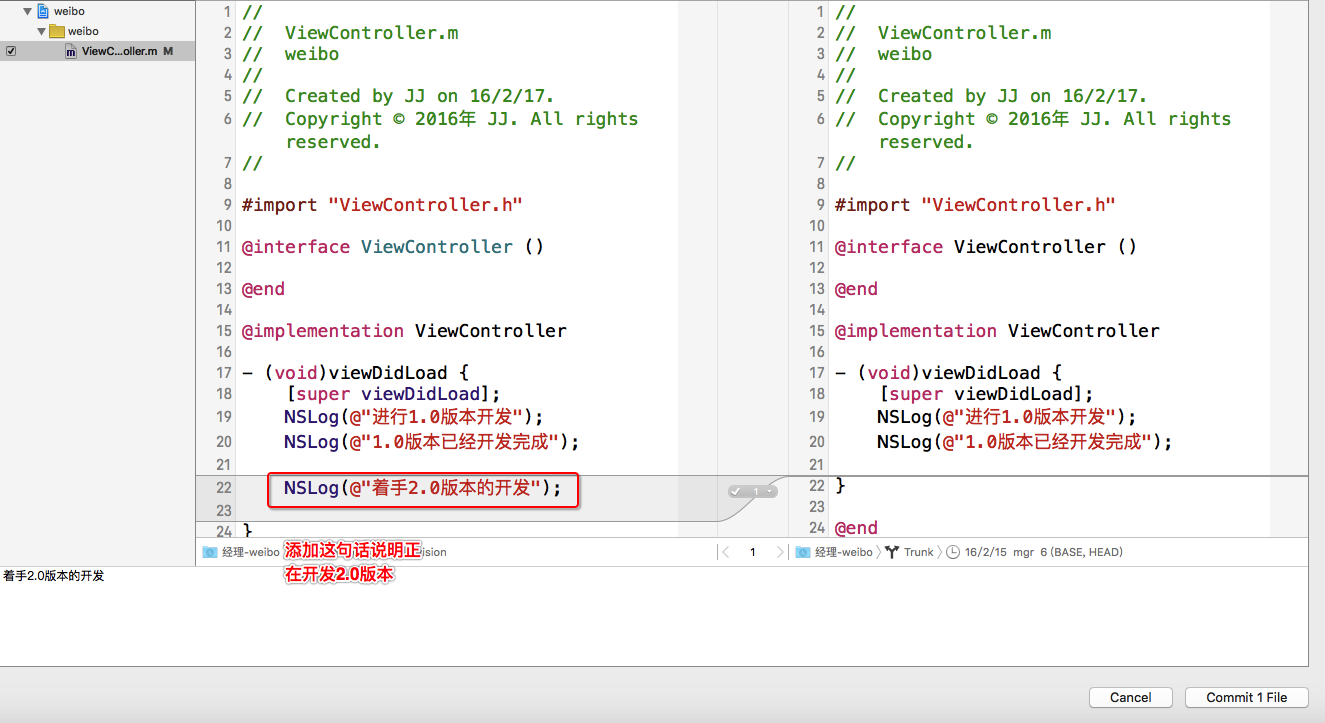 weibo
weibo
ViewC...oller.m M
1 //
2 //  ViewController.m
3 //  weibo
4 //
5 //  Created by JJ on 16/2/17.
6 //  Copyright © 2016年 JJ. All rights
reserved.
7 //
8
9 #import "ViewController.h"
10
11 @interface ViewController ()
12
13 @end
14
15 @implementation ViewController
16
17 - (void)viewDidLoad {
18     [super viewDidLoad];
19     NSLog(@"进行1.0版本开发");
20     NSLog(@"1.0版本已经开发完成");
21
22     NSLog(@"着手2.0版本的开发");
23
24 }
经理-weibo
添加这句话说明正
在开发2.0版本
1
1 //
2 //  ViewController.m
3 //  weibo
4 //
5 //  Created by JJ on 16/2/17.
6 //  Copyright © 2016年 JJ. All rights
reserved.
7 //
8
9 #import "ViewController.h"
10
11 @interface ViewController ()
12
13 @end
14
15 @implementation ViewController
16
17 - (void)viewDidLoad {
18     [super viewDidLoad];
19     NSLog(@"进行1.0版本开发");
20     NSLog(@"1.0版本已经开发完成");
21
22 }
23
24 @end
1
经理-weibo Trunk 16/2/15 mgr 6 (BASE, HEAD)
着手2.0版本的开发
Cancel
Commit 1 File